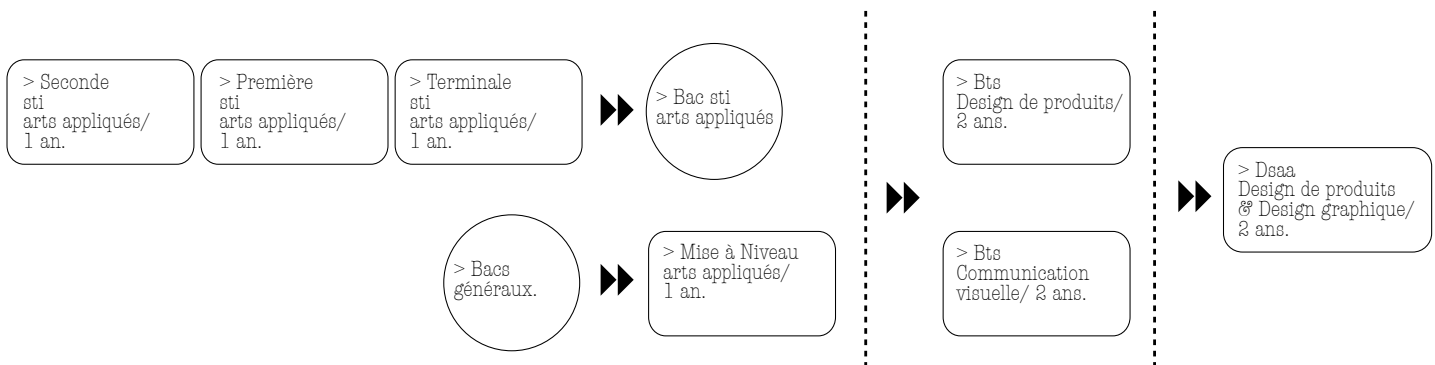 > Seconde
sti
arts appliqués/
1 an.
> Première
sti
arts appliqués/
1 an.
> Terminale
sti
arts appliqués/
1 an.
> Bac sti
arts appliqués
> Bacs
généraux.
> Mise à Niveau
arts appliqués/
1 an.
> Bts
Design de produits/
2 ans.
> Bts
Communication
visuelle/ 2 ans.
> Dsaa
Design de produits
& Design graphique/
2 ans.